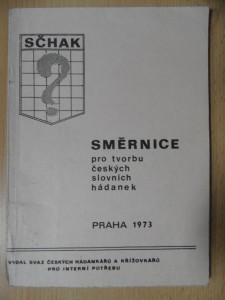 SČHAK
SMĚRNICE
pro tvorbu
českých
slovních
hádanek
PRAHA 1973
VYDAL SVAZ ČESKÝCH HÁDANKÁŘŮ A KŘÍŽOVKÁŘŮ
PRO INTERNÍ POTŘEBU